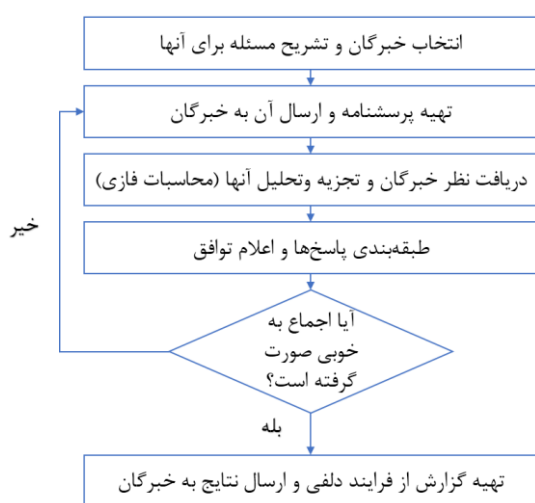 انتخاب خبرگان و تشریح مسئله برای آنها
تهیه پرسشنامه و ارسال آن به خبرگان
دریافت نظر خبرگان و تجزیه وتحلیل آنها (محاسبات فازی)
خیر
طبقه‌بندی پاسخ‌ها و اعلام توافق
آیا اجماع به
خوبی صورت
گرفته است؟
بله
تهیه گزارش از فرایند دلفی و ارسال نتایج به خبرگان